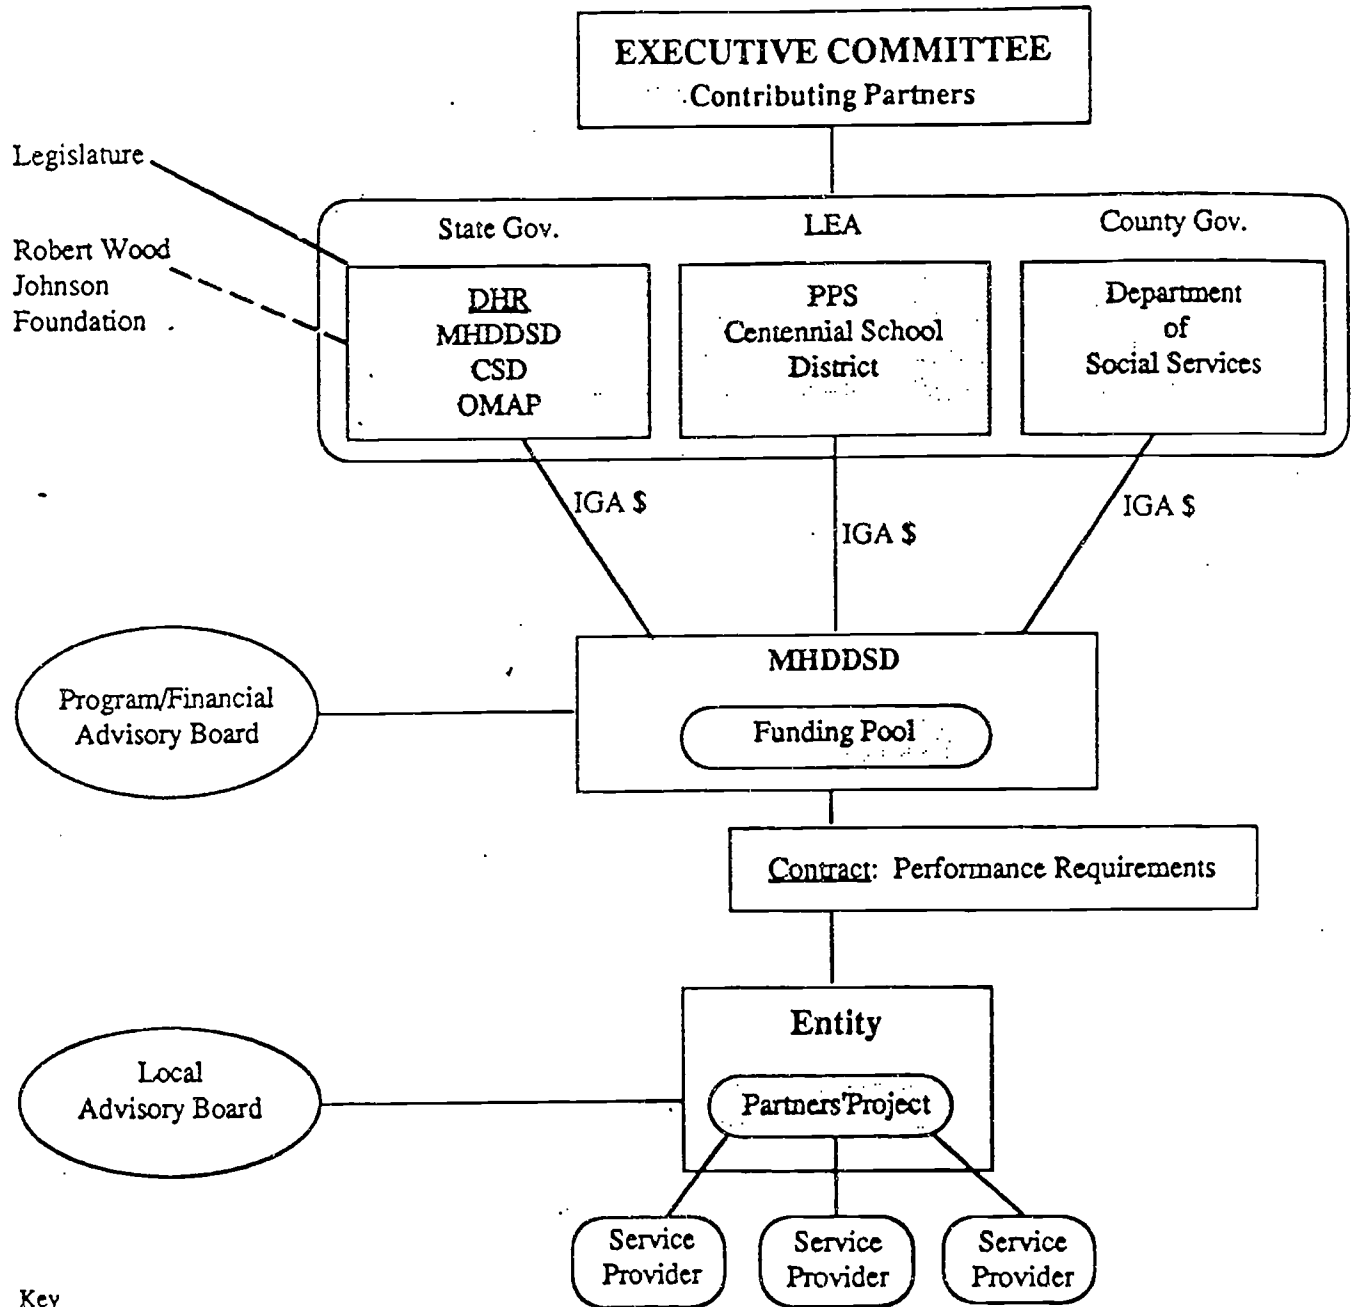 EXECUTIVE COMMITTEE
Contributing Partners
Legislature
Robert Wood
Johnson
Foundation
State Gov.
LEA
County Gov.
DHR
MHDDSD
CSD
OMAP
PPS
Centennial School
District
Department
of
Social Services
IGA $
IGA $
IGA $
Program/Financial
Advisory Board
MHDDSD
Funding Pool
Contract: Performance Requirements
Entity
Local
Advisory Board
Partners' Project
Service
Provider
Service
Provider
Service
Provider
Key